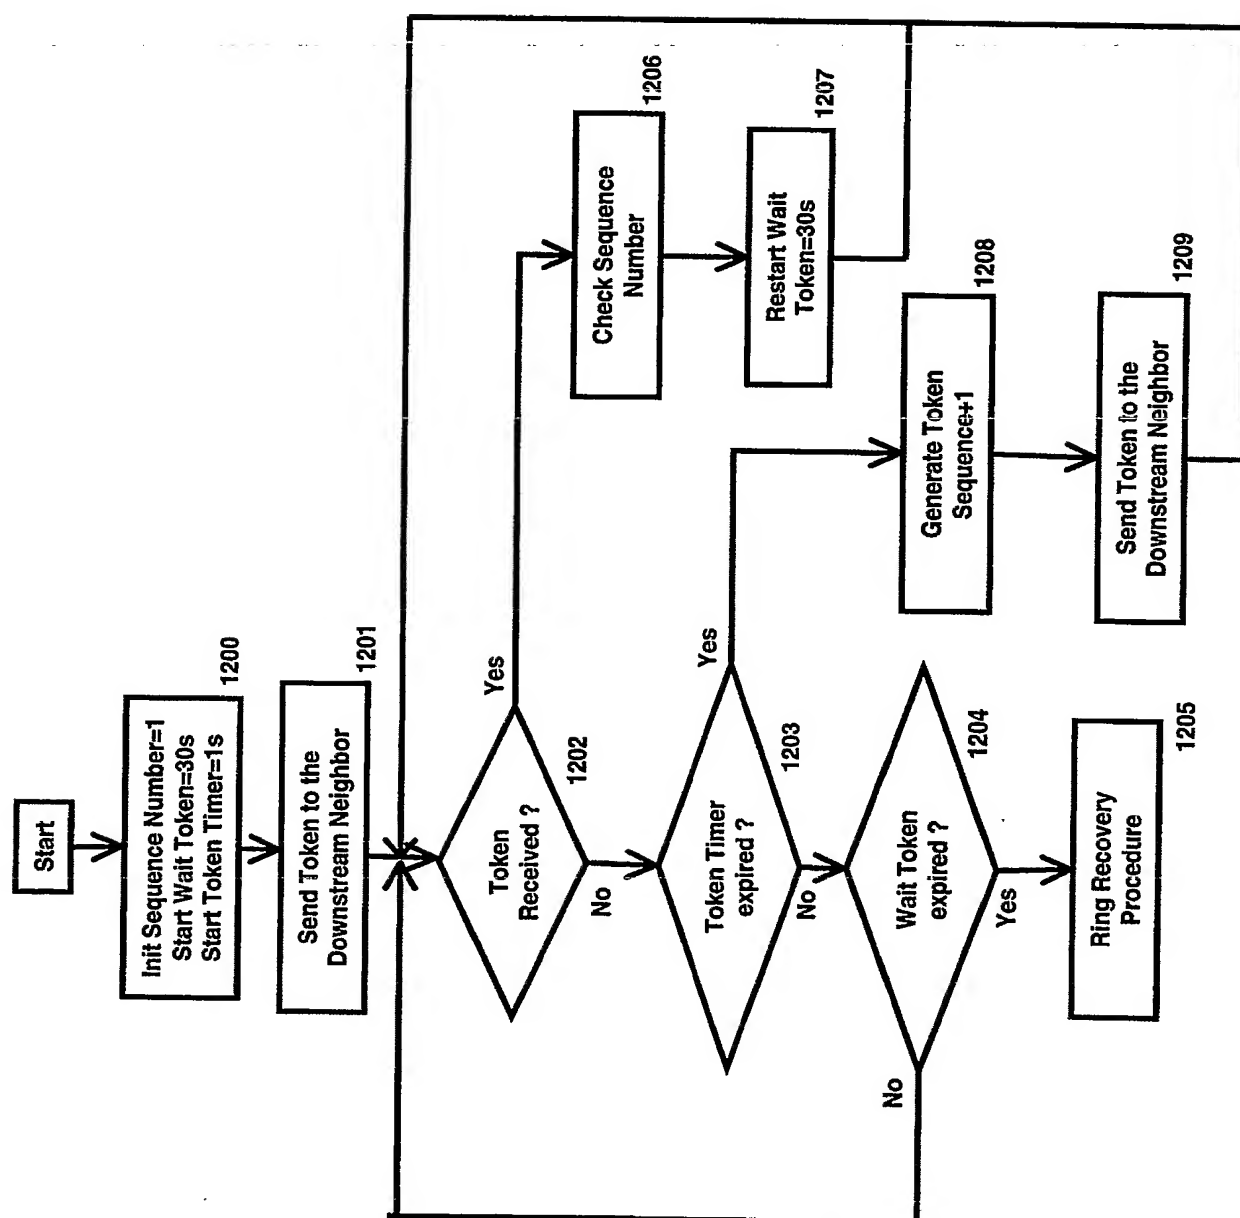 Start
Init Sequence Number=1
Start Wait Token=30s
Start Token Timer=1s
1200
Send Token to the
Downstream Neighbor
1201
Token
Received ?
1202
Yes
No
Check Sequence
Number
1206
Restart Wait
Token=30s
1207
Token Timer
expired ?
1203
Yes
No
Generate Token
Sequence+1
1208
Send Token to the
Downstream Neighbor
1209
Wait Token
expired ?
1204
No
Yes
Ring Recovery
Procedure
1205